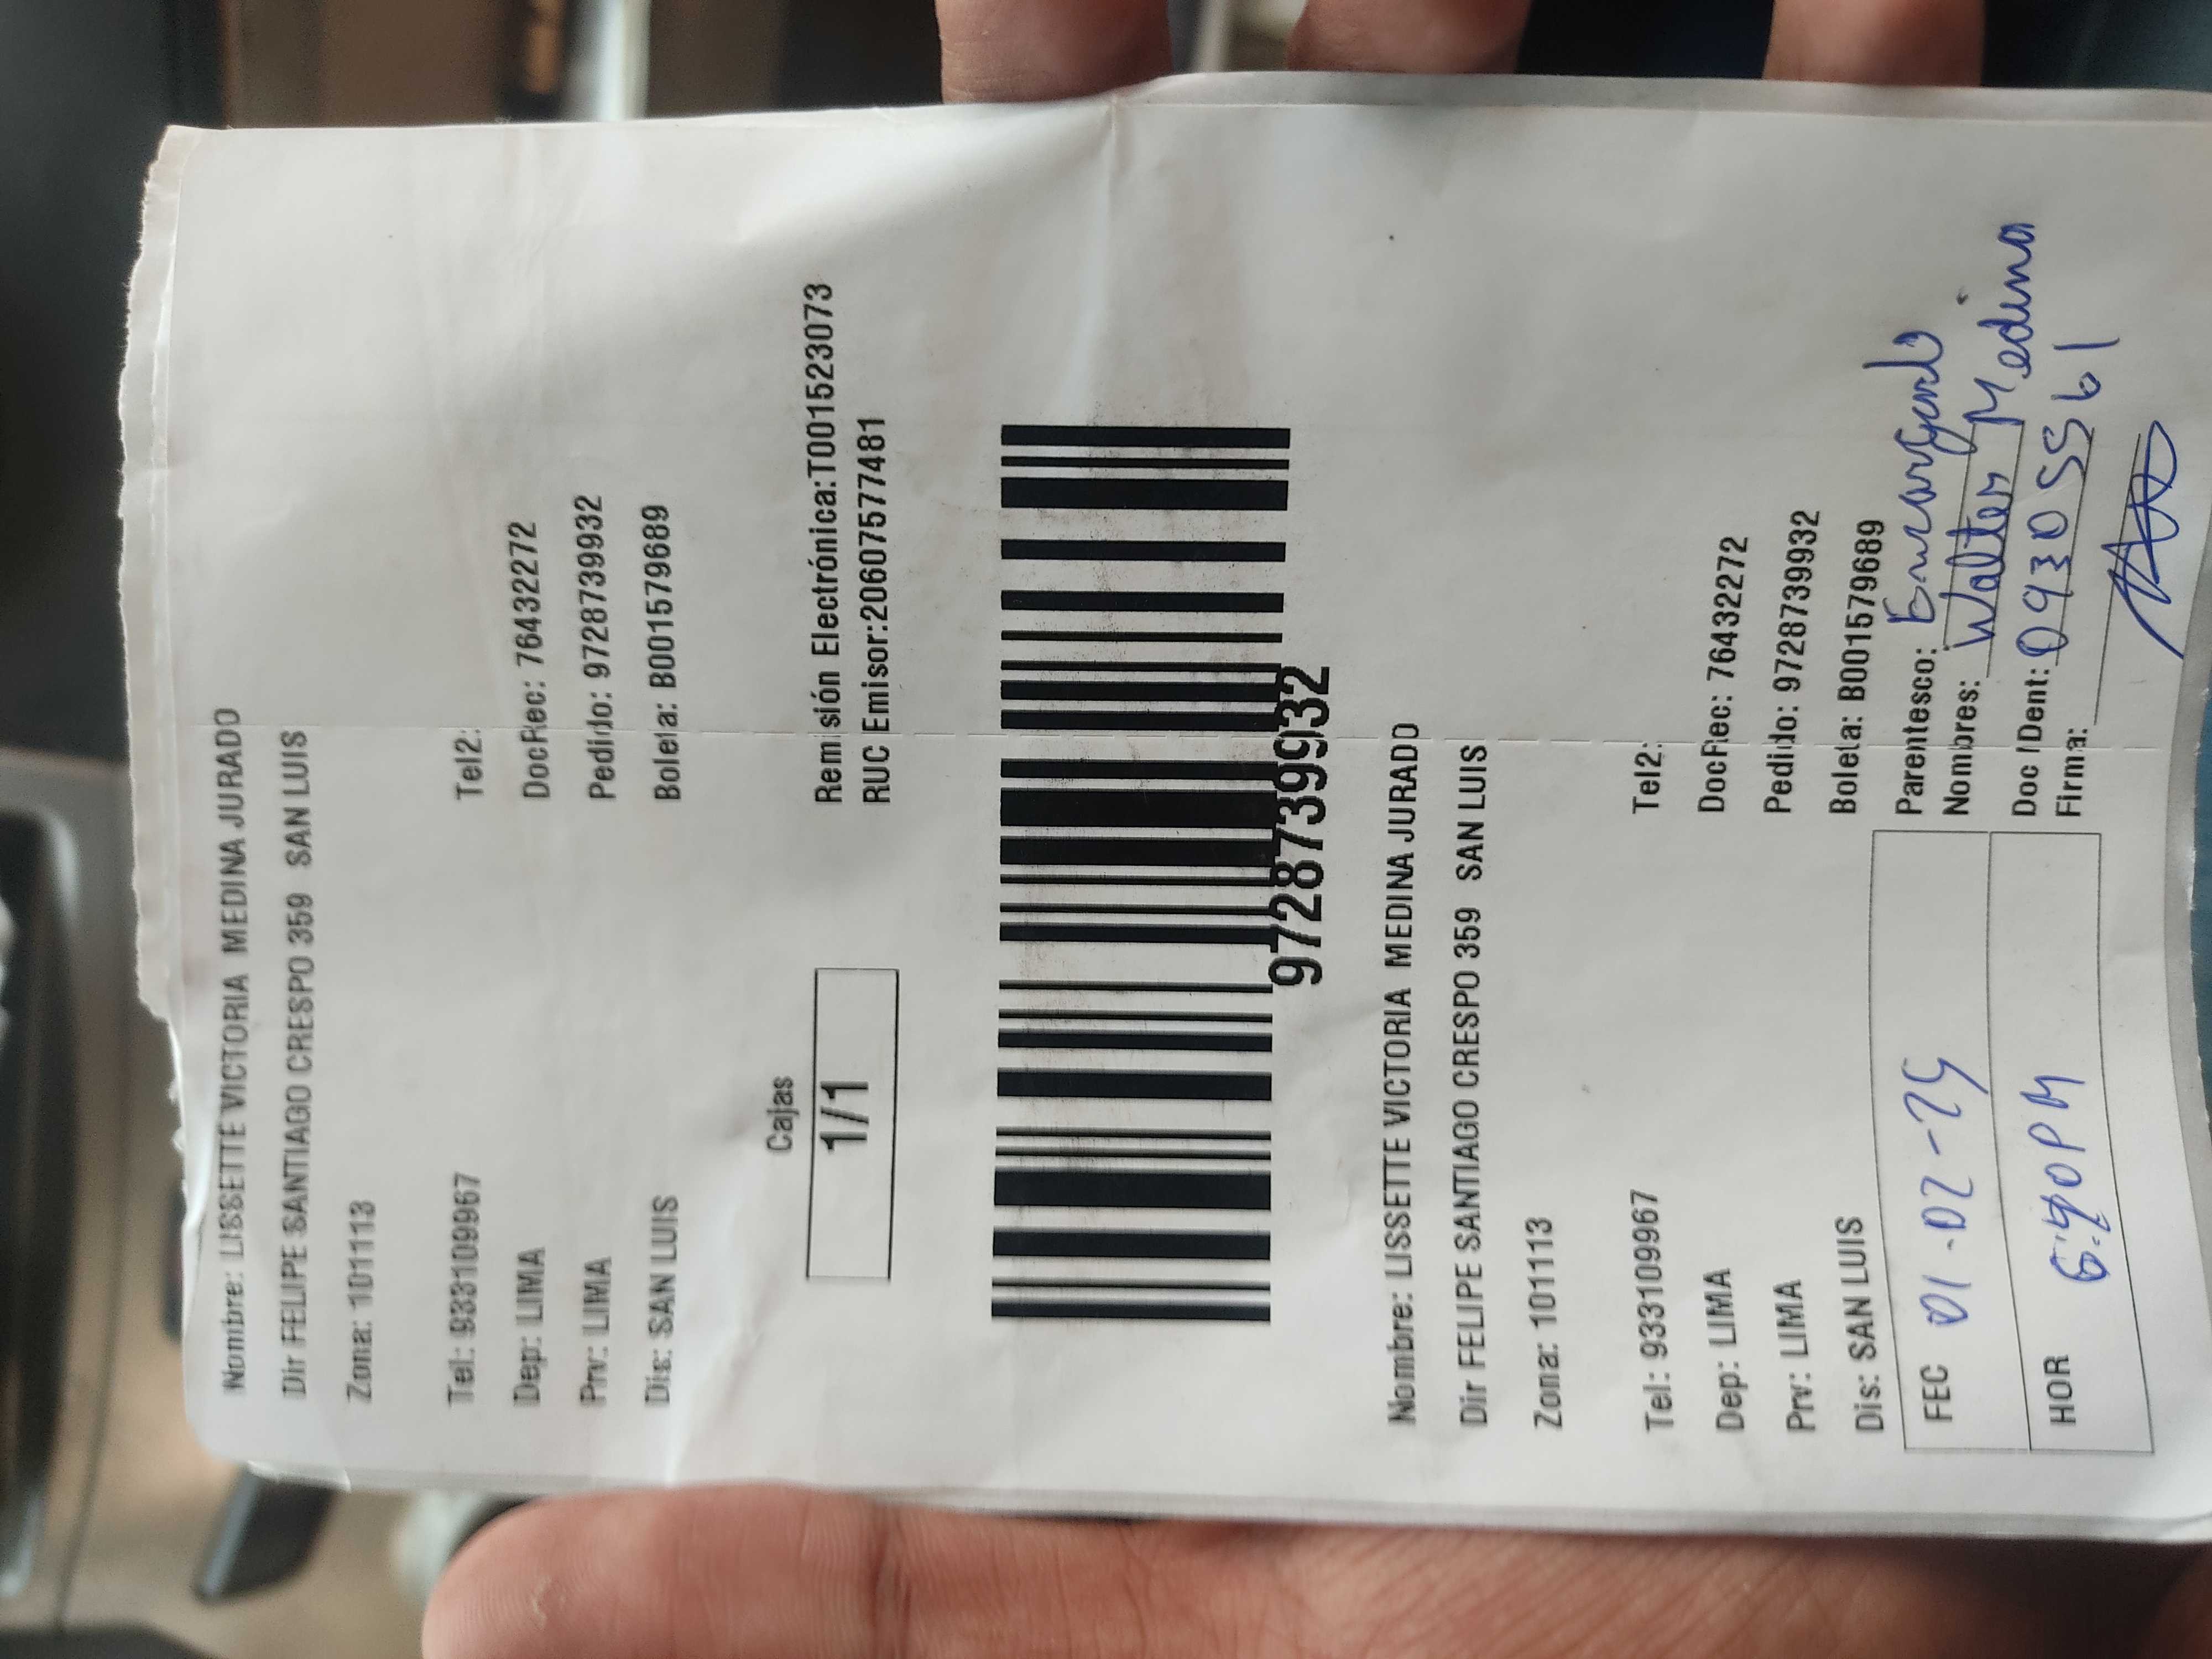 Nombre: LISSETTE VICTORIA MEDINA JURADO
Dir FELIPE SANTIAGO CRESPO 359 SAN LUIS
Zona: 101113
Tel: 933109967 Tel2:
Dep: LIMA DocRec: 76432272
Prv: LIMA Pedido: 9728739932
Dis: SAN LUIS Boleta: B001579689
Cajas
1/1
Remisión Electrónica:T001523073
RUC Emisor:20607577481
9728739932
Nombre: LISSETTE VICTORIA MEDINA JURADO
Dir FELIPE SANTIAGO CRESPO 359 SAN LUIS
Zona: 101113
Tel: 933109967 Tel2:
Dep: LIMA DocRec: 76432272
Prv: LIMA Pedido: 9728739932
Dis: SAN LUIS Boleta: B001579689
FEC 01-02-25 Parentesco: Encargado
Nombres: Walter Medina
HOR 6:40PM Doc IDent: 09305561
Firma: